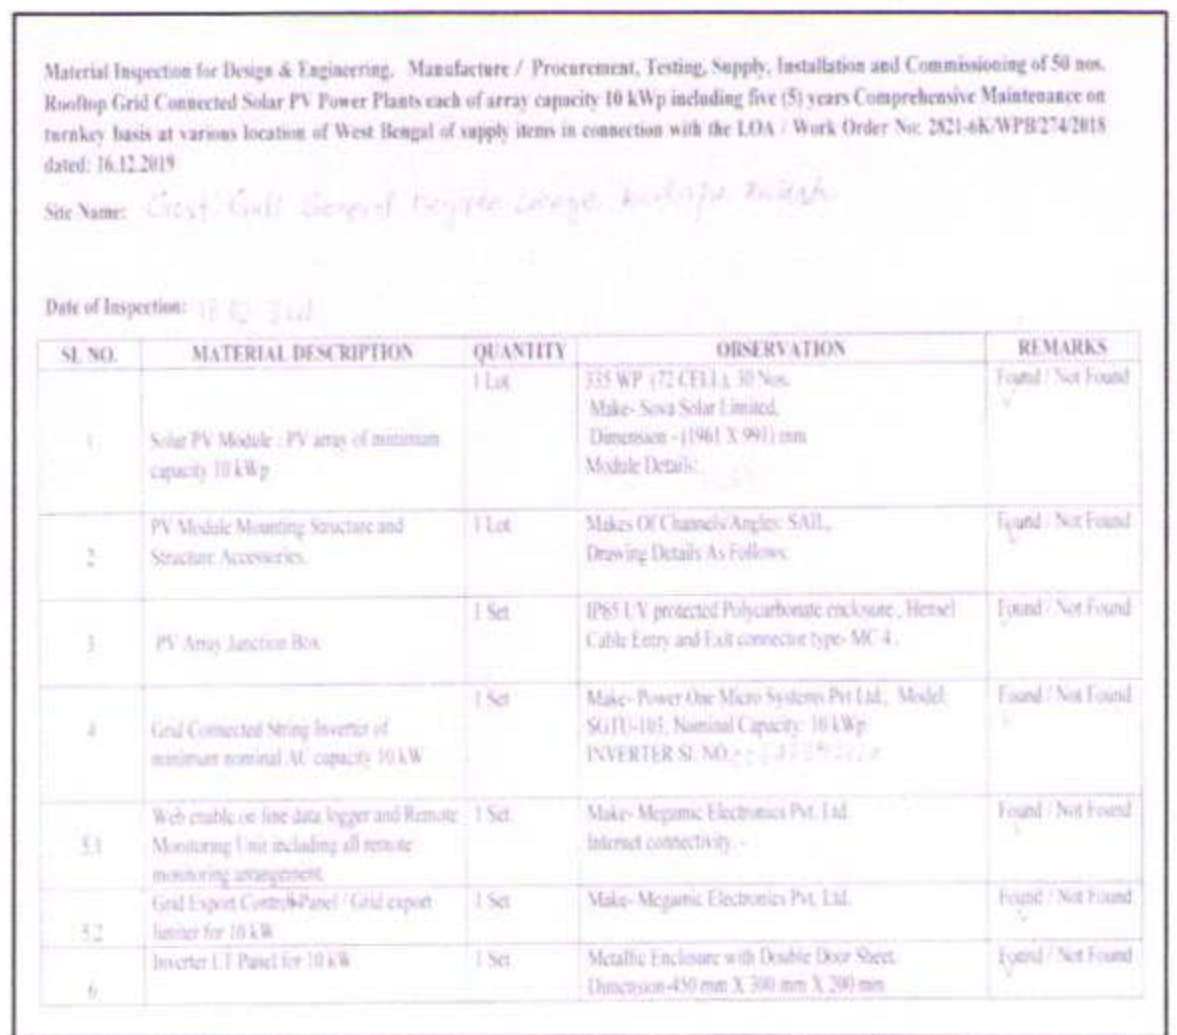 Material Inspection for Design & Engineering, Manufacture / Procurement, Testing, Supply, Installation and Commissioning of 50 nos.
Rooftop Grid Connected Solar PV Power Plants each of array capacity 10 kWp including five (5) years Comprehensive Maintenance on
turnkey basis at various location of West Bengal of supply items in connection with the LOA / Work Order No: 2821-6K/WPB/274/2018
dated: 16.12.2019
Site Name: General Degree
Date of Inspection:
SL NO. MATERIAL DESCRIPTION QUANTITY OBSERVATION REMARKS
1 Solar PV Module : PV array of minimum
capacity 10 kWp
1 Lot
335 WP (72 CELL), 30 Nos.
Make- Sova Solar Limited,
Dimension - (1961 X 991) mm
Module Details:
Found / Not Found
2 PV Module Mounting Structure and
Structure Accessories.
1 Lot
Makes Of Channels/Angles: SAIL,
Drawing Details As Follows:
Found / Not Found
3 PV Array Junction Box
1 Set
IP65 UV protected Polycarbonate enclosure , Hensel
Cable Entry and Exit connector type- MC 4 .
Found / Not Found
4 Grid Connected String Inverter of
minimum nominal AC capacity 10 kW
1 Set
Make- Power One Micro Systems Pvt Ltd., Model:
Nominal Capacity: 10 kWp
INVERTER SL NO.
Found / Not Found
5.1 Web enable on line data logger and Remote
Monitoring Unit including all remote
monitoring arrangement.
1 Set
Make- Megamic Electronics Pvt. Ltd.
Internet connectivity -
Found / Not Found
5.2 Grid Export Control Panel / Grid export
limiter for 10 kW
1 Set
Make- Megamic Electronics Pvt. Ltd.
Found / Not Found
6 Inverter LT Panel for 10 kW
1 Set
Metallic Enclosure with Double Door Sheet.
Dimension-450 mm X 300 mm X 200 mm
Found / Not Found